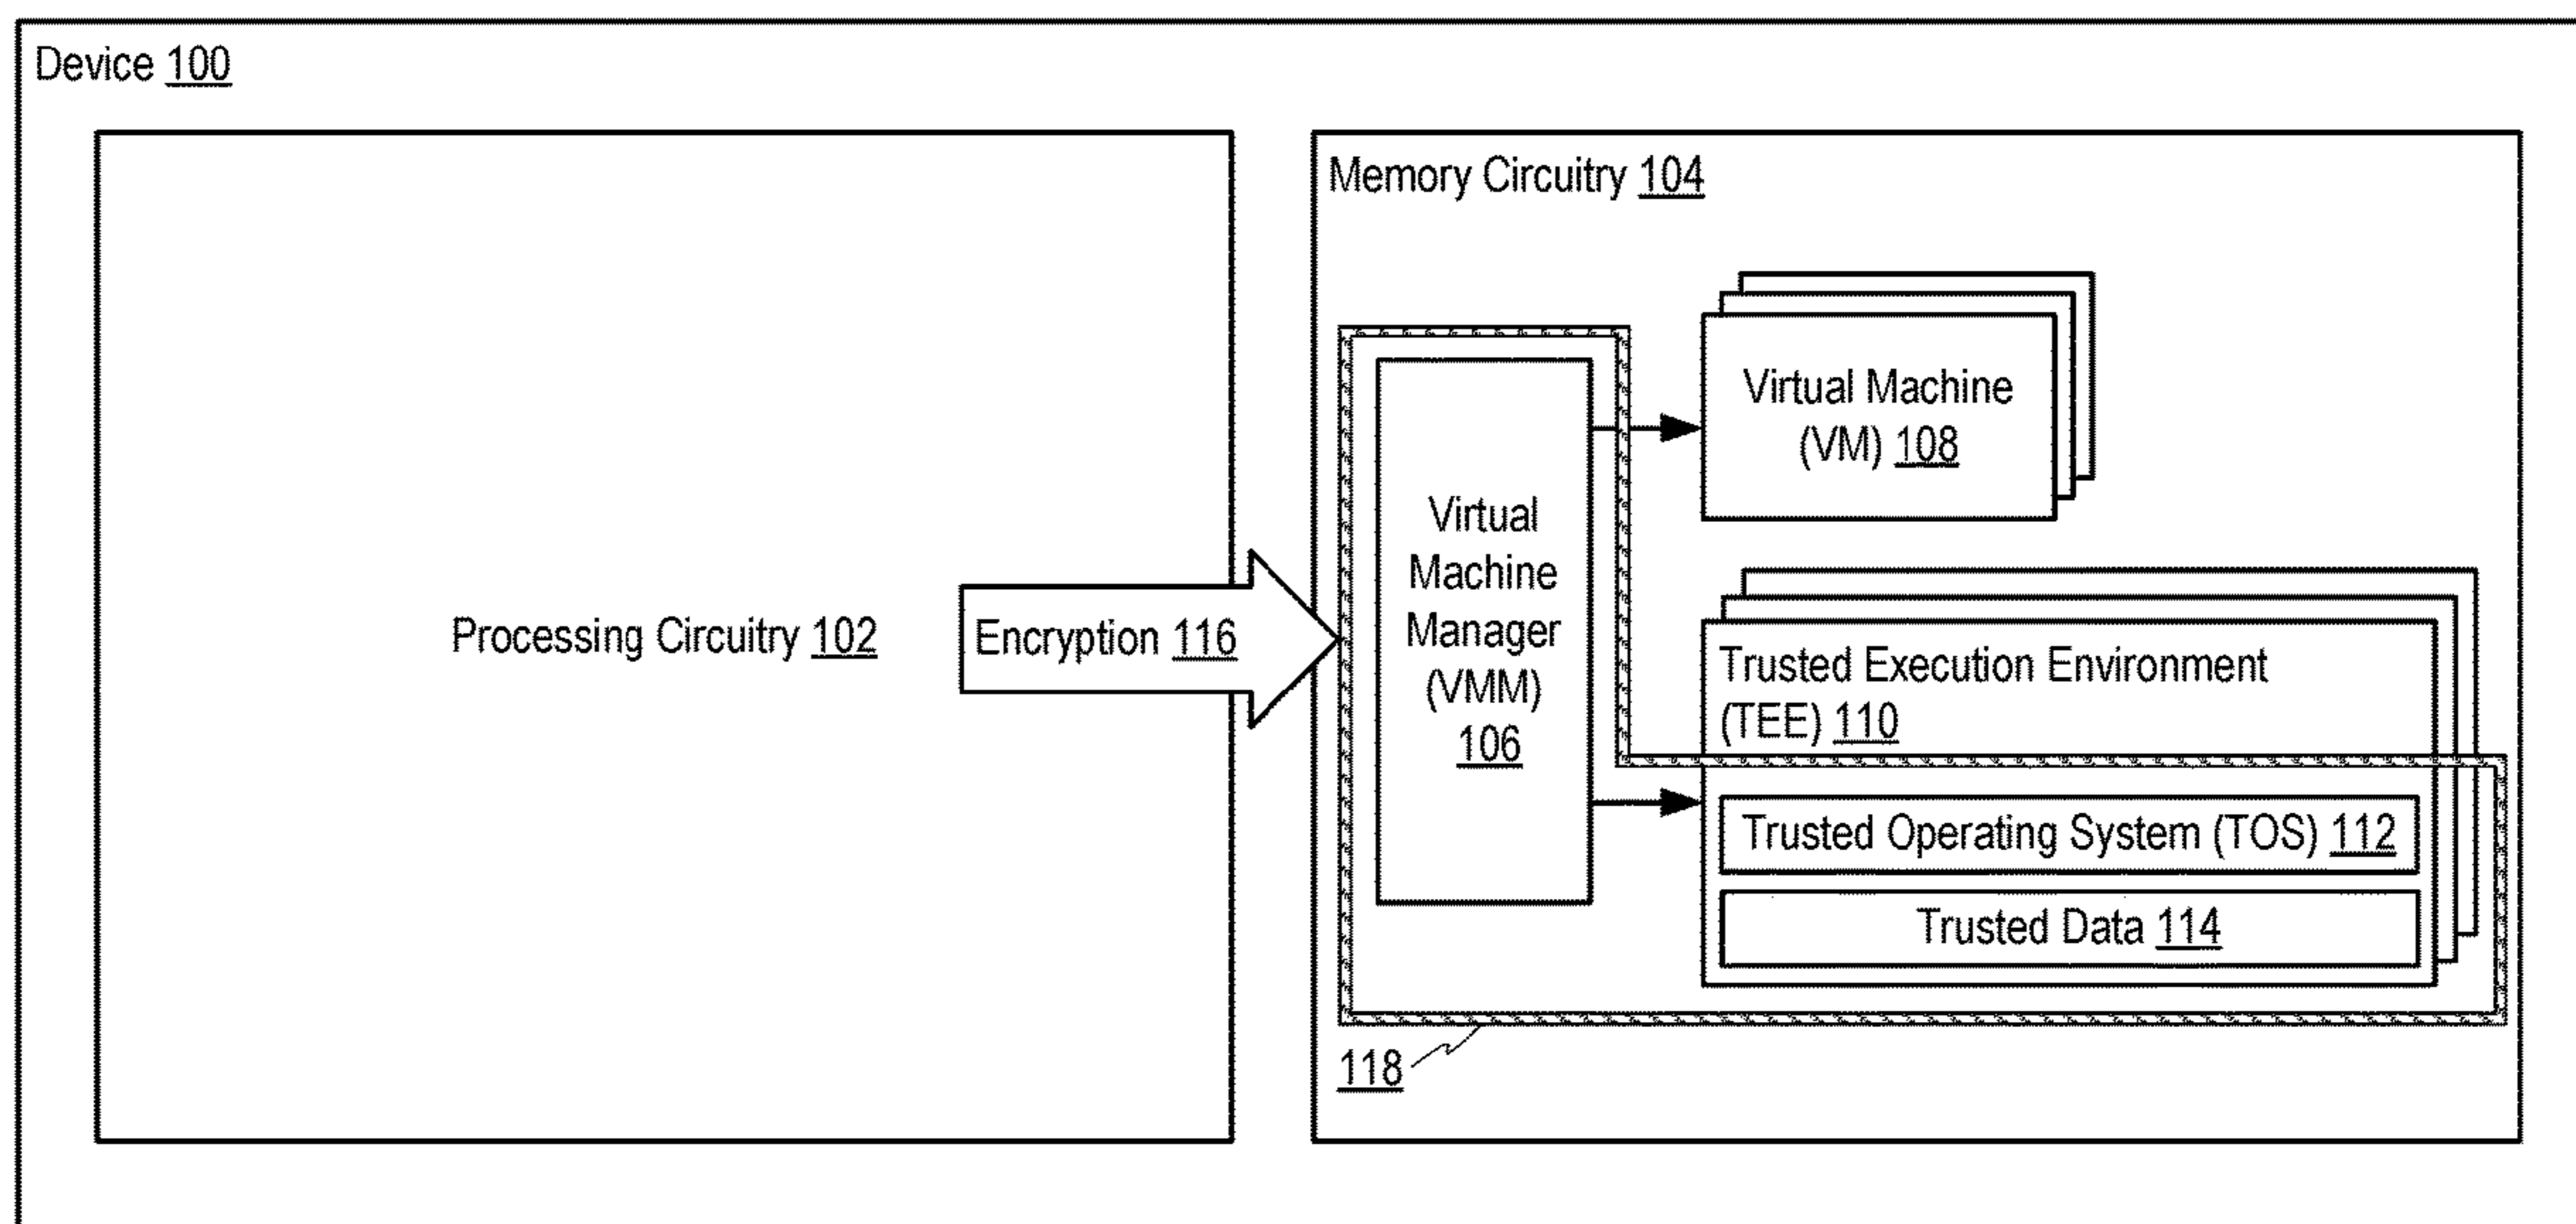 Device 100
Memory Circuitry 104
Virtual Machine
(VM) 108
Virtual
Machine
Manager
(VMM)
106
Processing Circuitry 102
Encryption 116
Trusted Execution Environment
(TEE) 110
Trusted Operating System (TOS) 112
Trusted Data 114
118